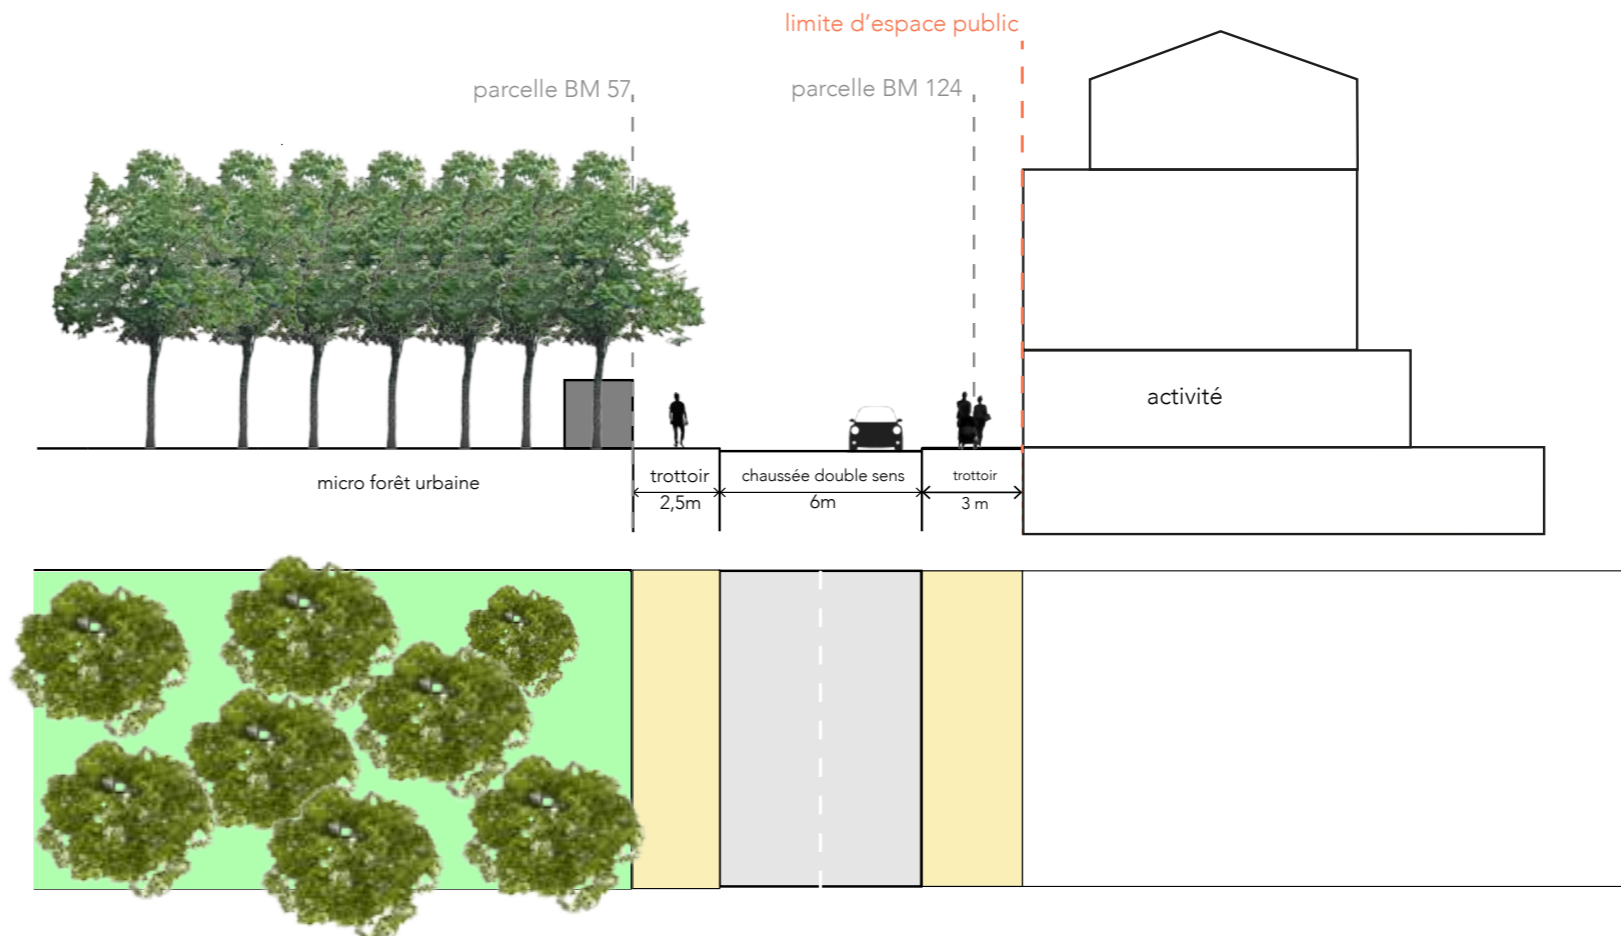 limite d'espace public
parcelle BM 57
parcelle BM 124
activité
micro forêt urbaine
trottoir
2,5m
chaussée double sens
6m
trottoir
3 m